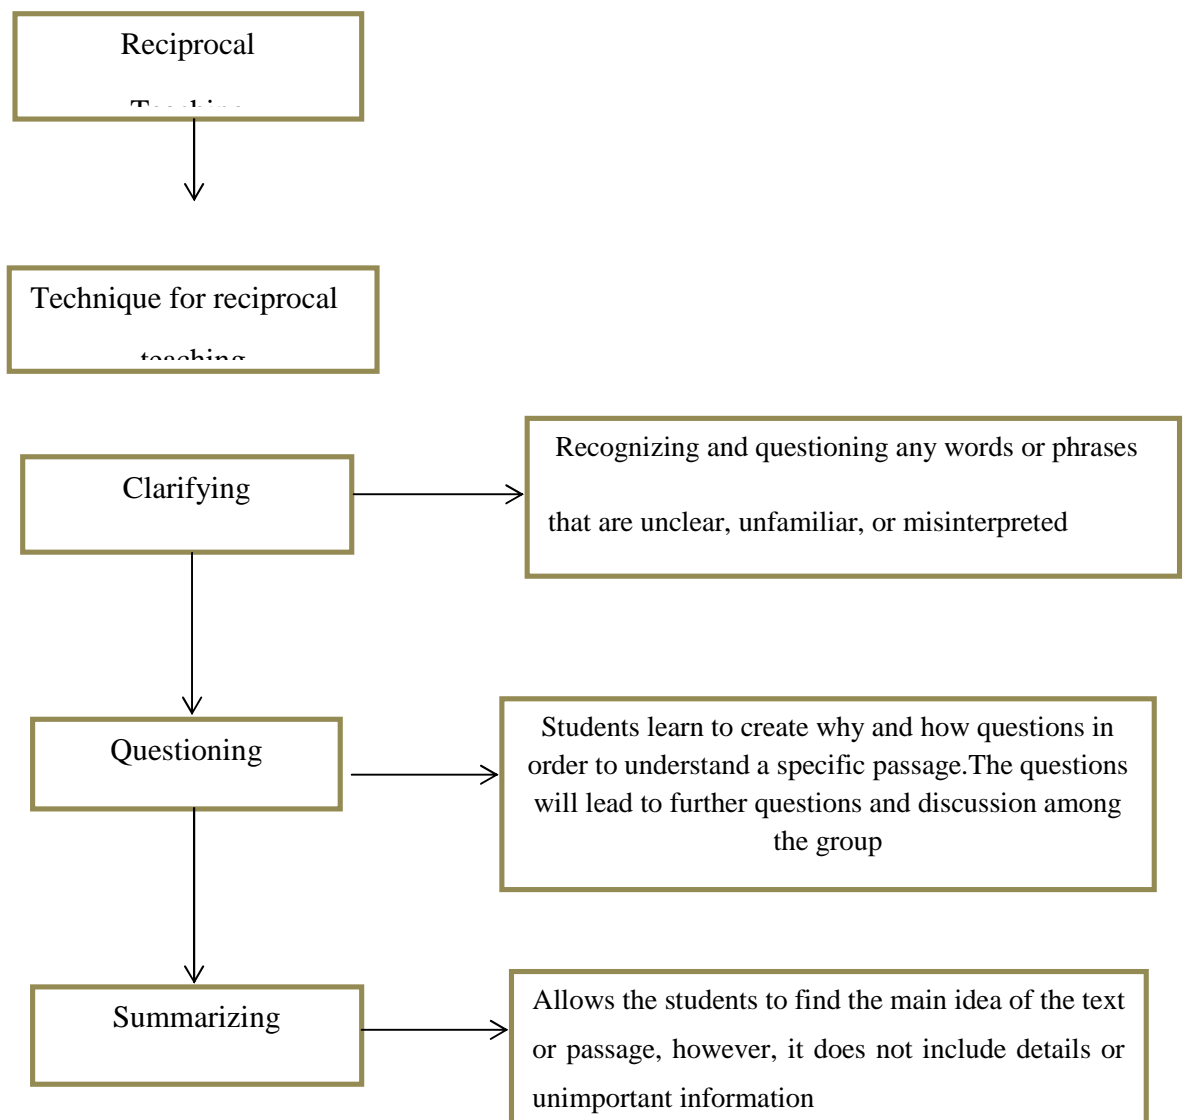 Reciprocal
Teaching
Technique for reciprocal
teaching
Clarifying
Recognizing and questioning any words or phrases
that are unclear, unfamiliar, or misinterpreted
Questioning
Students learn to create why and how questions in
order to understand a specific passage.The questions
will lead to further questions and discussion among
the group
Summarizing
Allows the students to find the main idea of the text
or passage, however, it does not include details or
unimportant information